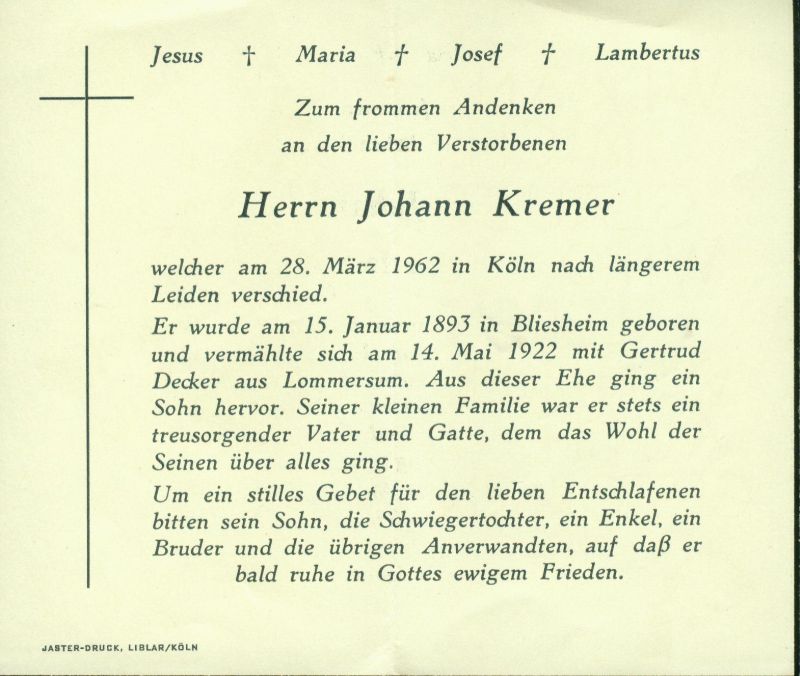 Jesus † Maria † Josef † Lambertus
Zum frommen Andenken
an den lieben Verstorbenen
Herrn Johann Kremer
welcher am 28. März 1962 in Köln nach längerem
Leiden verschied.
Er wurde am 15. Januar 1893 in Bliesheim geboren
und vermählte sich am 14. Mai 1922 mit Gertrud
Decker aus Lommersum. Aus dieser Ehe ging ein
Sohn hervor. Seiner kleinen Familie war er stets ein
treusorgender Vater und Gatte, dem das Wohl der
Seinen über alles ging.
Um ein stilles Gebet für den lieben Entschlafenen
bitten sein Sohn, die Schwiegertochter, ein Enkel, ein
Bruder und die übrigen Anverwandten, auf daß er
bald ruhe in Gottes ewigem Frieden.
JASTER-DRUCK, LIBLAR/KÖLN